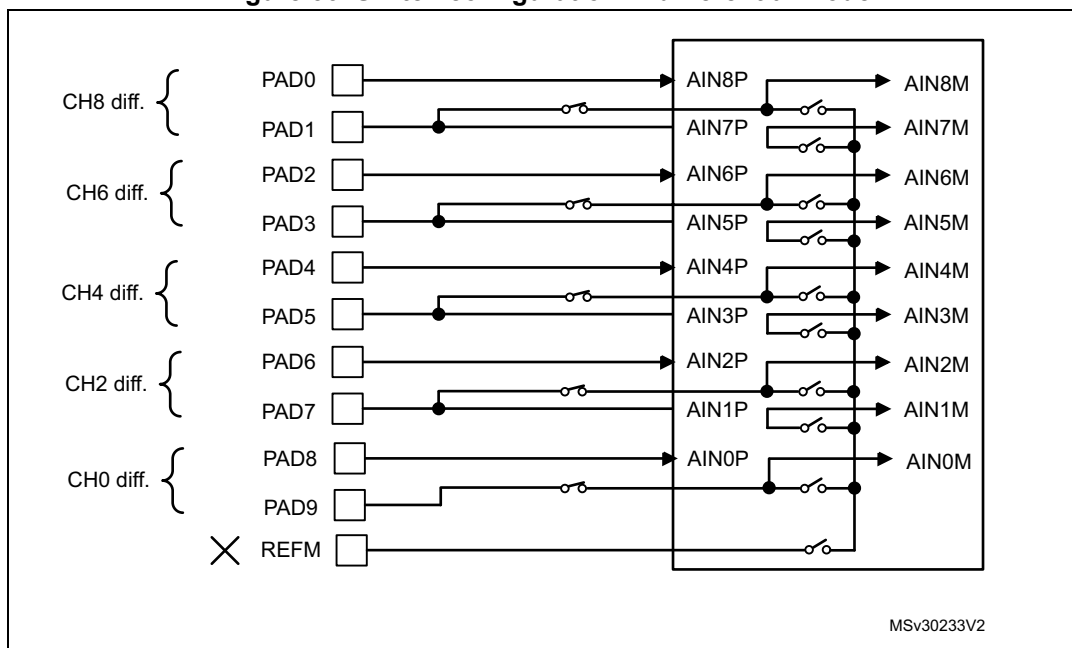 CH8 diff.
PAD0
AIN8P
AIN8M
PAD1
AIN7P
AIN7M
CH6 diff.
PAD2
AIN6P
AIN6M
PAD3
AIN5P
AIN5M
CH4 diff.
PAD4
AIN4P
AIN4M
PAD5
AIN3P
AIN3M
CH2 diff.
PAD6
AIN2P
AIN2M
PAD7
AIN1P
AIN1M
CH0 diff.
PAD8
AIN0P
AIN0M
PAD9
REFM
MSv30233V2